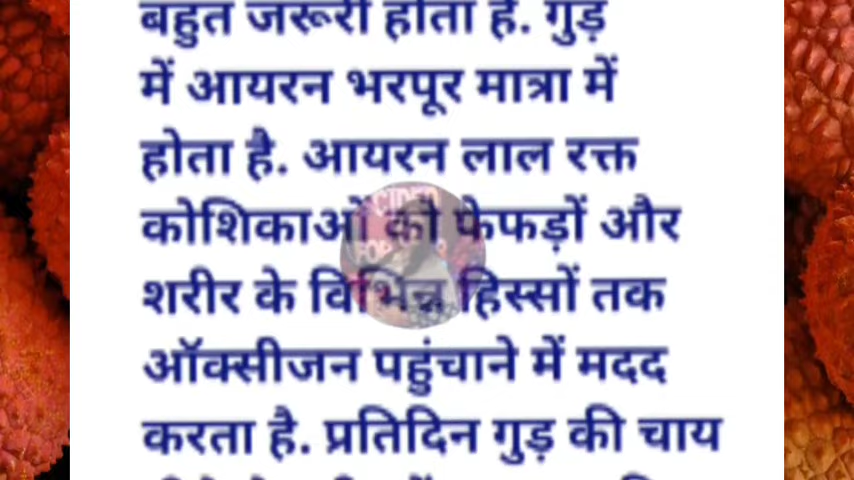 बहुत जरूरी होता है. गुड़
में आयरन भरपूर मात्रा में
होता है. आयरन लाल रक्त
कोशिकाओं को फेफड़ों और
शरीर के विभिन्न हिस्सों तक
ऑक्सीजन पहुंचाने में मदद
करता है. प्रतिदिन गुड़ की चाय